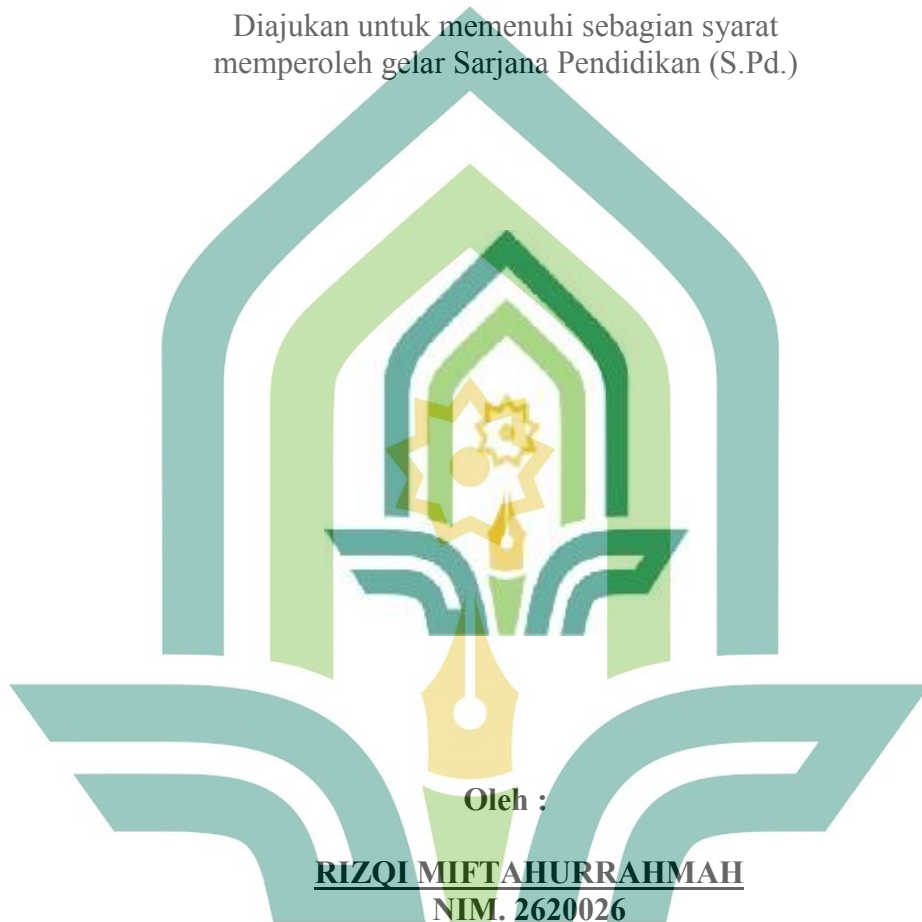 Diajukan untuk memenuhi sebagian syarat
memperoleh gelar Sarjana Pendidikan (S.Pd.)
Oleh :
RIZQI MIFTAHURRAHMAH
NIM. 2620026